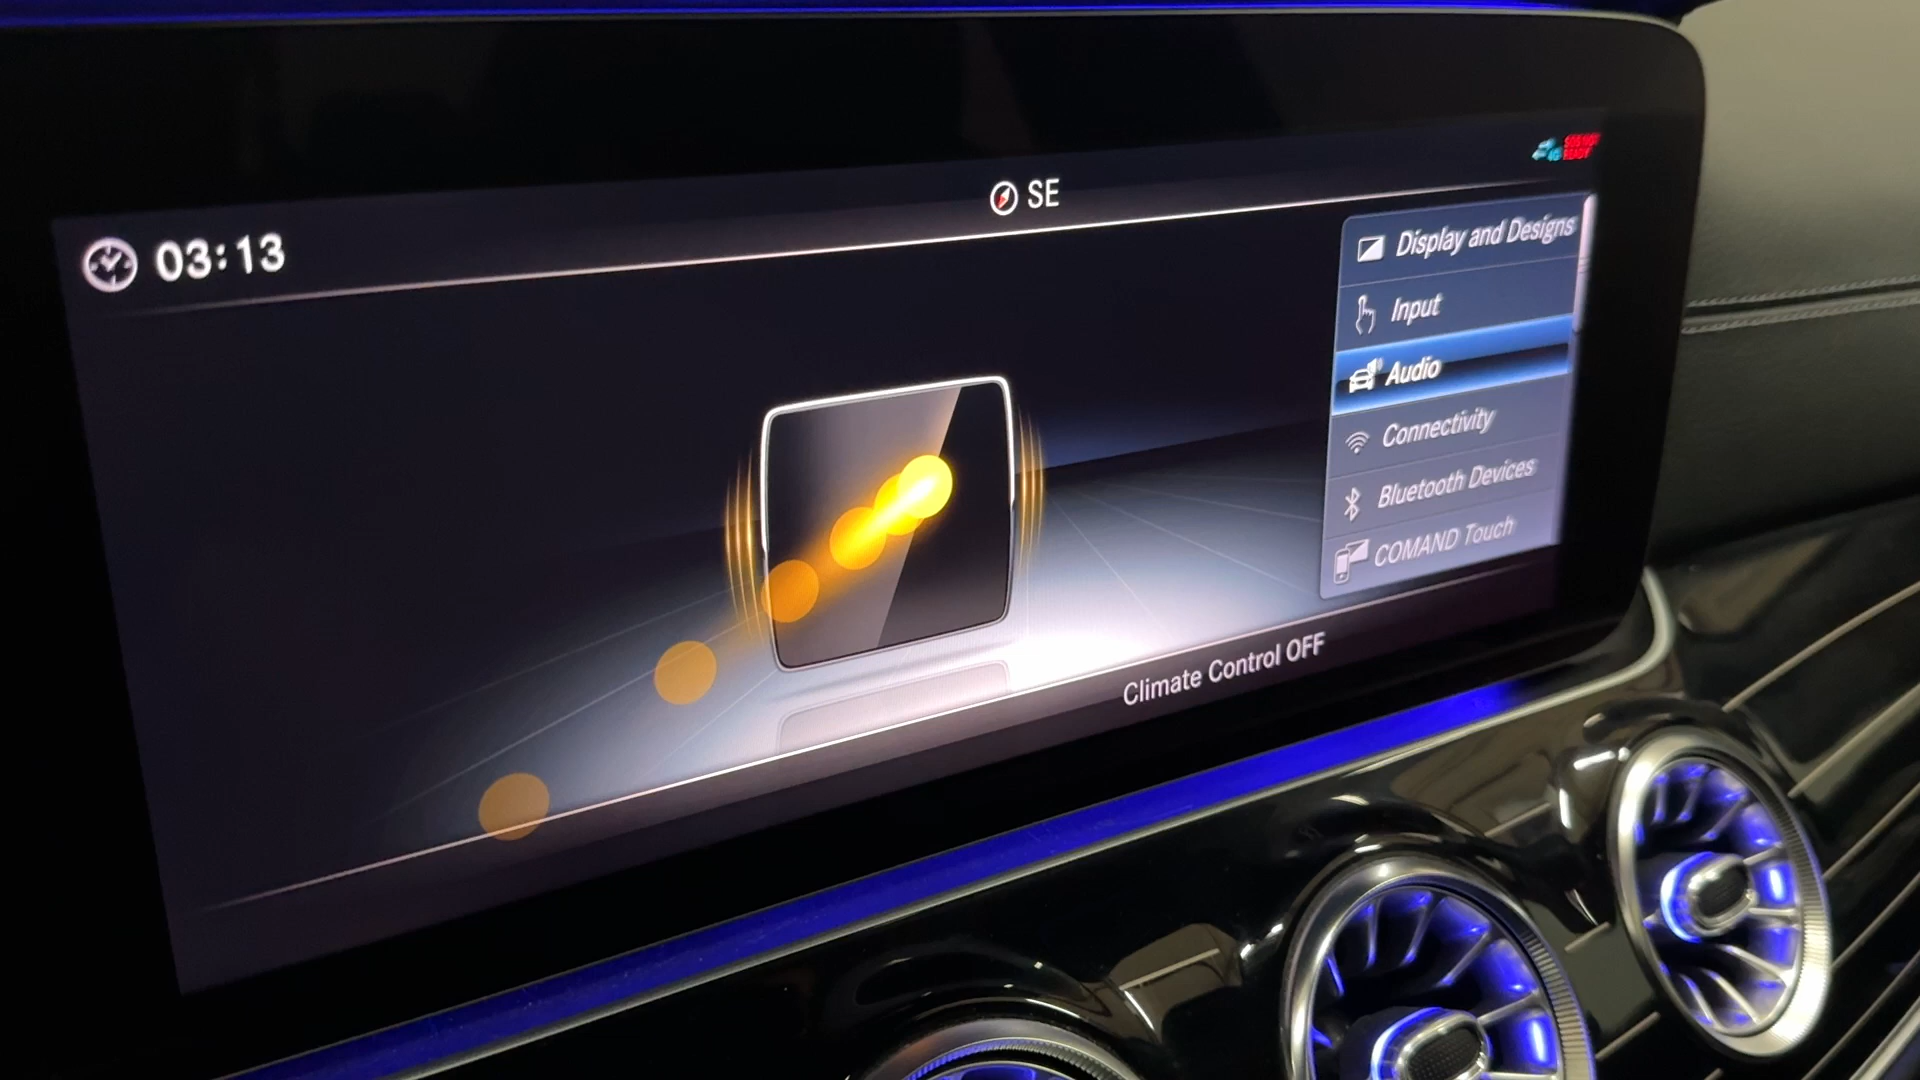 SE
03:13
Display and Designs
Input
Audio
Connectivity
Bluetooth Devices
COMAND Touch
Climate Control OFF